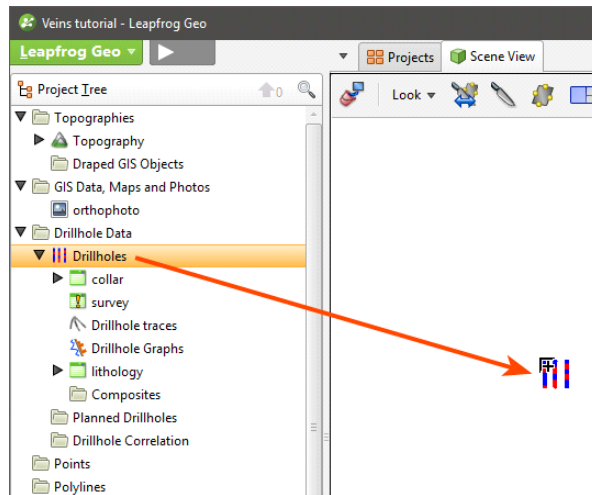 Veins tutorial - Leapfrog Geo
Leapfrog Geo
Projects
Scene View
Project Tree
0
Look
Topographies
Topography
Draped GIS Objects
GIS Data, Maps and Photos
orthophoto
Drillhole Data
Drillholes
collar
survey
Drillhole traces
Drillhole Graphs
lithology
Composites
Planned Drillholes
Drillhole Correlation
Points
Polylines